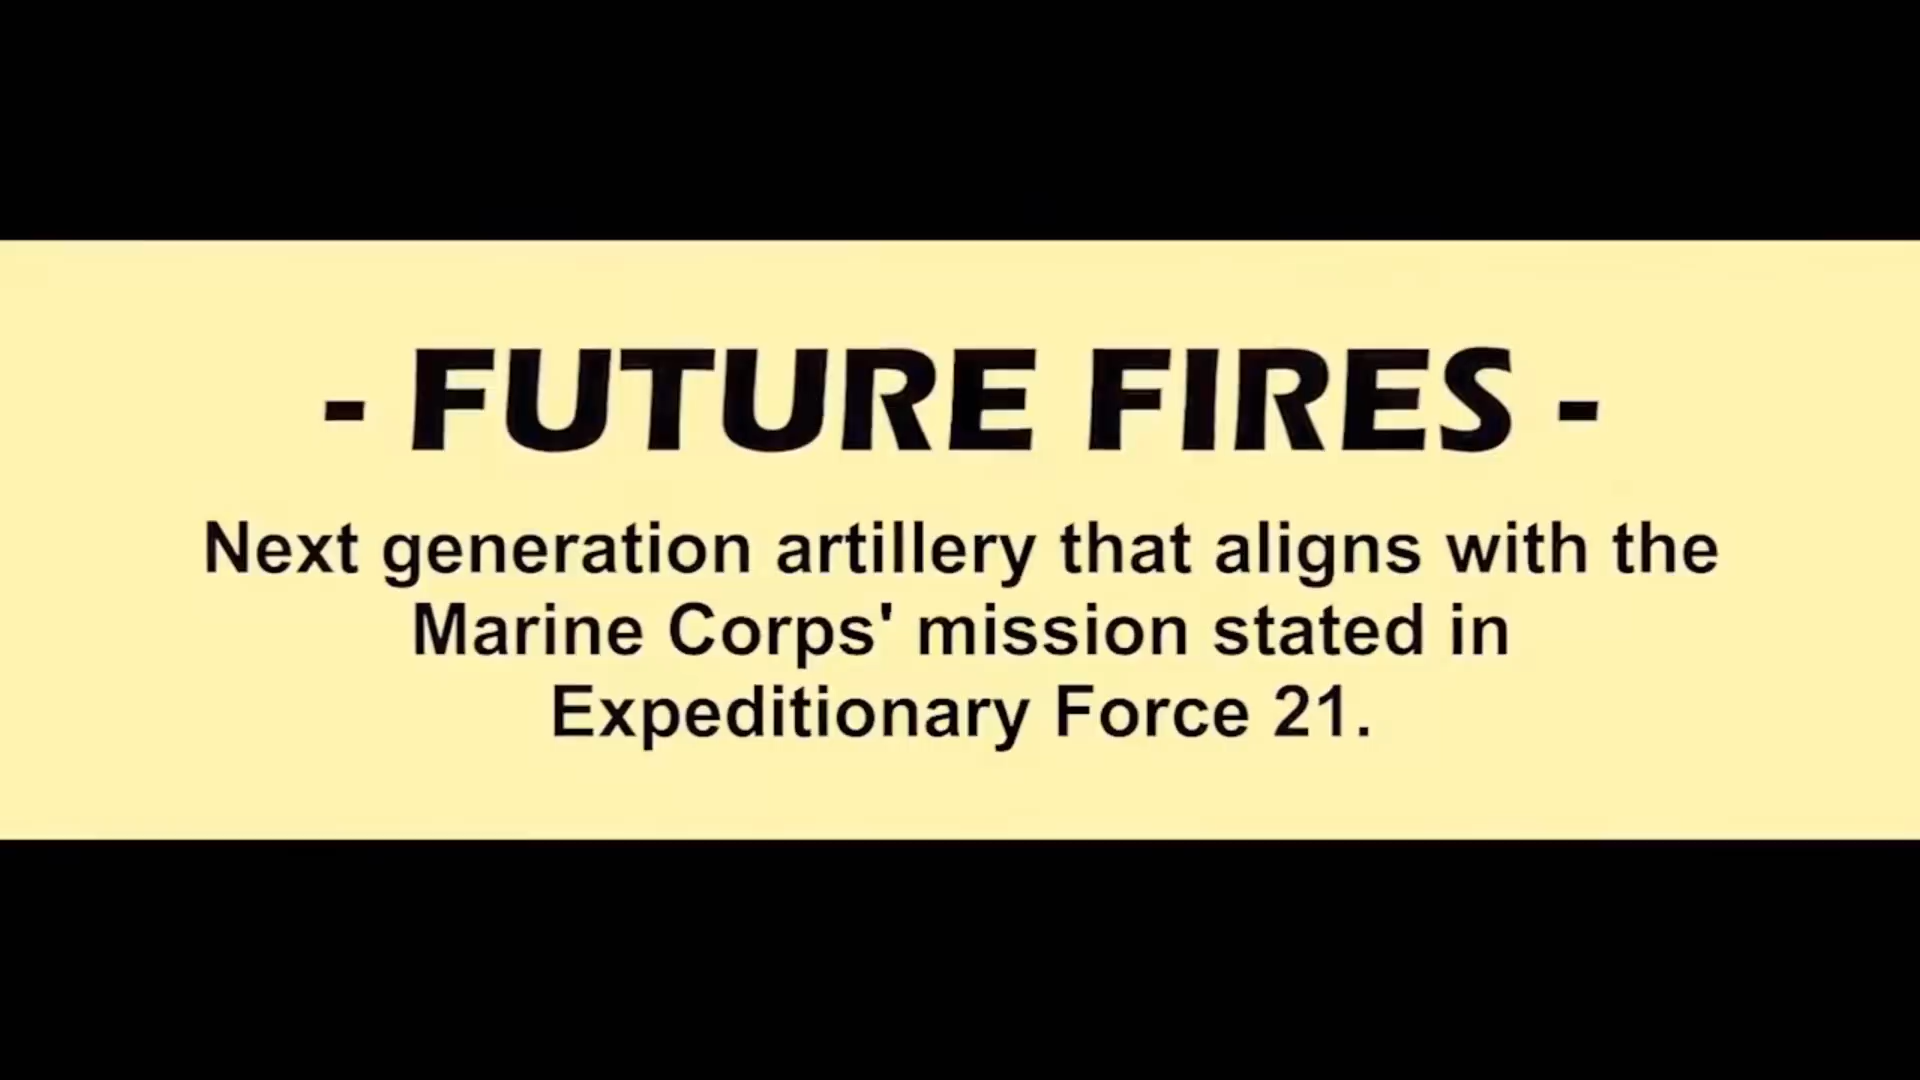 - FUTURE FIRES -
Next generation artillery that aligns with the
Marine Corps' mission stated in
Expeditionary Force 21.